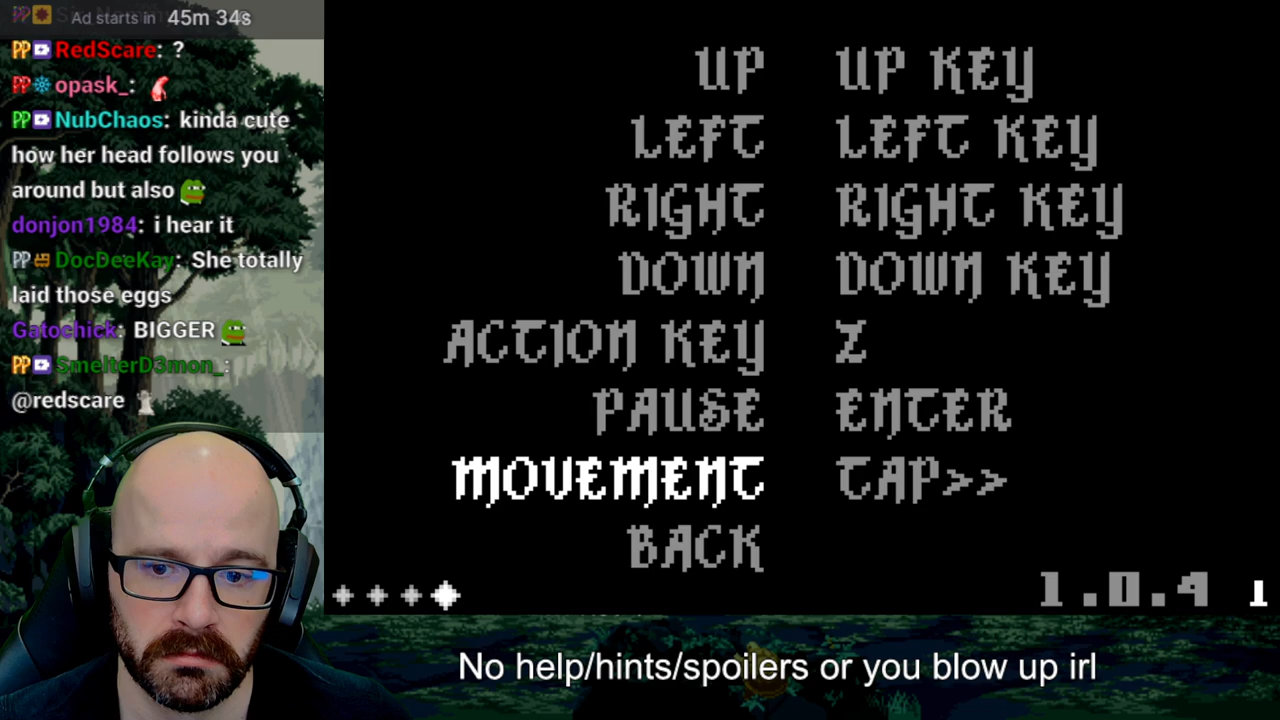 Ad starts in 45m 34s
RedScare: ?
opask_:
NubChaos: kinda cute
how her head follows you
around but also
donjon1984: i hear it
DocDeeKay: She totally
laid those eggs
Gatochick: BIGGER
SmelterD3mon_:
@redscare
UP UP KEY
LEFT LEFT KEY
RIGHT RIGHT KEY
DOWN DOWN KEY
ACTION KEY Z
PAUSE ENTER
MOVEMENT TAP>>
BACK
1.0.4
No help/hints/spoilers or you blow up irl